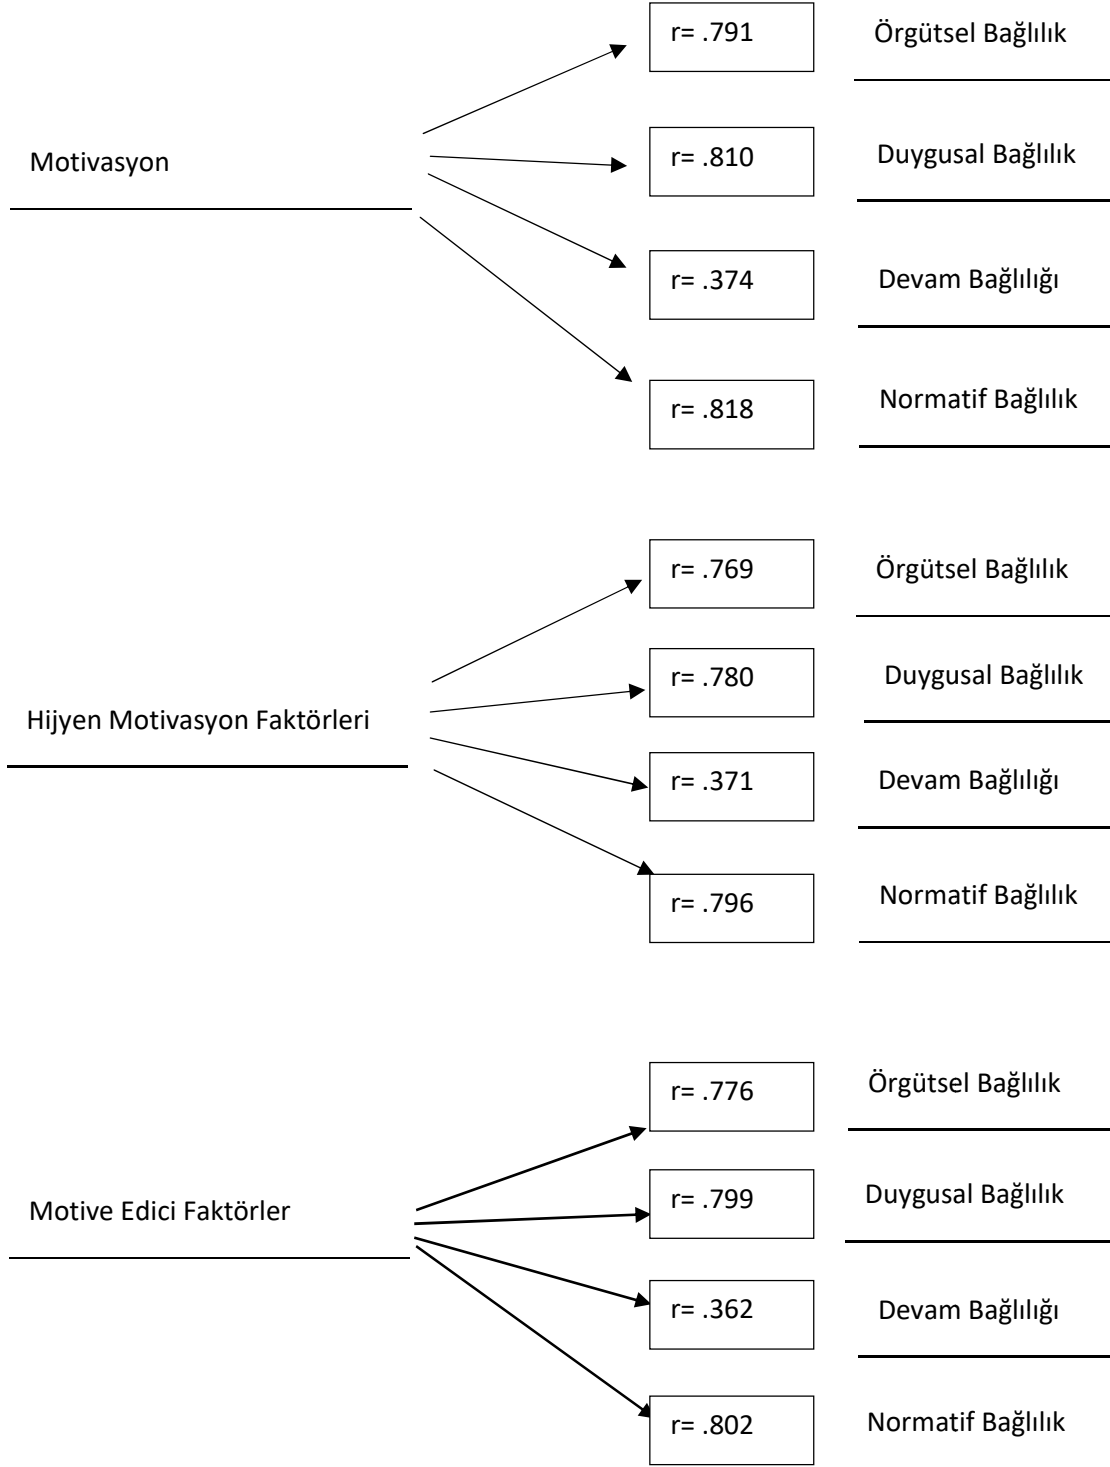 r= .791
Örgütsel Bağlılık
Motivasyon
r= .810
Duygusal Bağlılık
r= .374
Devam Bağlılığı
r= .818
Normatif Bağlılık
r= .769
Örgütsel Bağlılık
Hijyen Motivasyon Faktörleri
r= .780
Duygusal Bağlılık
r= .371
Devam Bağlılığı
r= .796
Normatif Bağlılık
r= .776
Örgütsel Bağlılık
Motive Edici Faktörler
r= .799
Duygusal Bağlılık
r= .362
Devam Bağlılığı
r= .802
Normatif Bağlılık